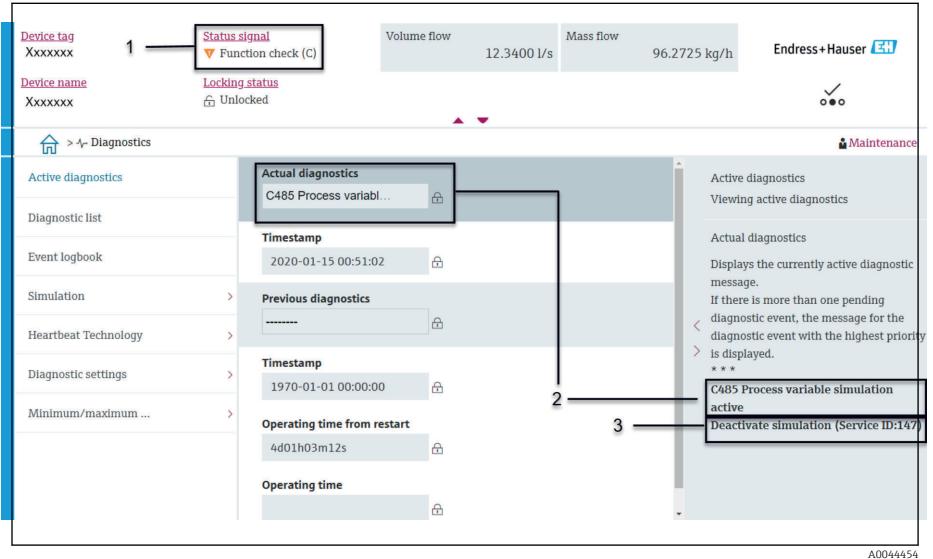 Device tag
Xxxxxxx
1
Status signal
Function check (C)
Volume flow
12.3400 l/s
Mass flow
96.2725 kg/h
Endress+Hauser EH
Device name
Xxxxxxx
Locking status
Unlocked
> Diagnostics
Maintenance
Active diagnostics
Diagnostic list
Event logbook
Simulation
Heartbeat Technology
Diagnostic settings
Minimum/maximum ...
Actual diagnostics
C485 Process variabl...
Timestamp
2020-01-15 00:51:02
Previous diagnostics
--------
Timestamp
1970-01-01 00:00:00
Operating time from restart
4d01h03m12s
Operating time
2
3
Active diagnostics
Viewing active diagnostics
Actual diagnostics
Displays the currently active diagnostic
message.
If there is more than one pending
diagnostic event, the message for the
diagnostic event with the highest priority
is displayed.
* * *
C485 Process variable simulation
active
Deactivate simulation (Service ID:147)
A0044454